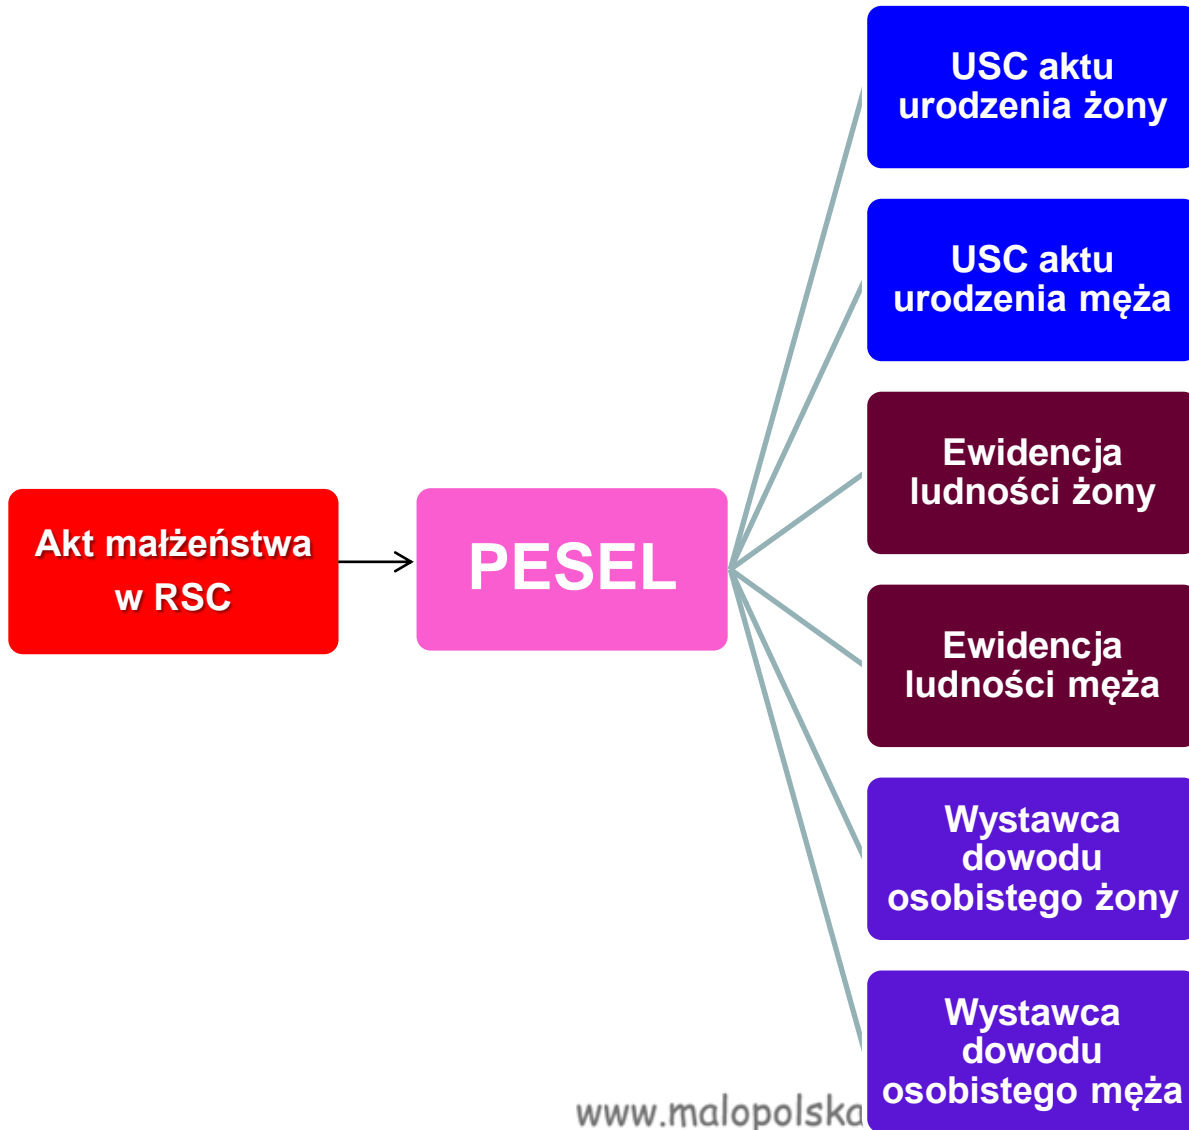 USC aktu
urodzenia żony
USC aktu
urodzenia męża
Ewidencja
ludności żony
Akt małżeństwa
w RSC
PESEL
Ewidencja
ludności męża
Wystawca
dowodu
osobistego żony
Wystawca
dowodu
osobistego męża
www.malopolska